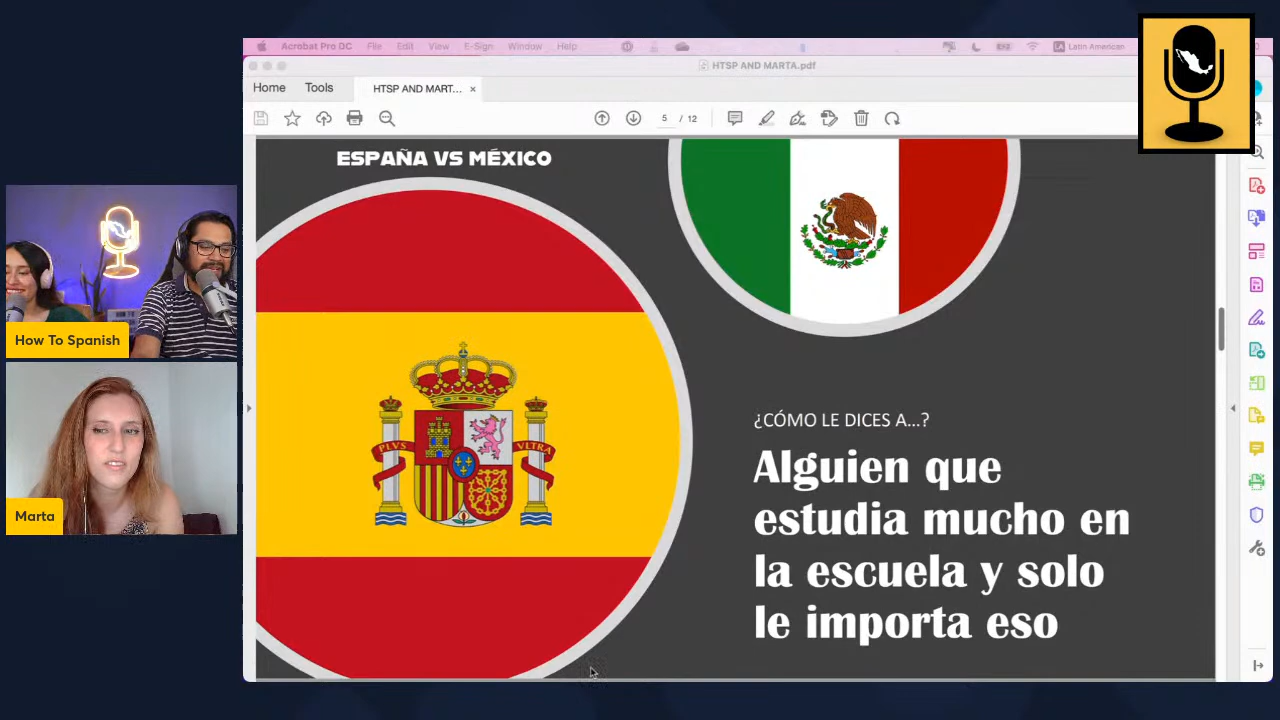 Acrobat Pro DC File Edit View E-Sign Window Help
Latin American
HTSP AND MARTA.pdf
Home Tools HTSP AND MART... ×
5 / 12
ESPAÑA VS MÉXICO
PLVS VLTRA
How To Spanish
Marta
¿CÓMO LE DICES A...?
Alguien que
estudia mucho en
la escuela y solo
le importa eso